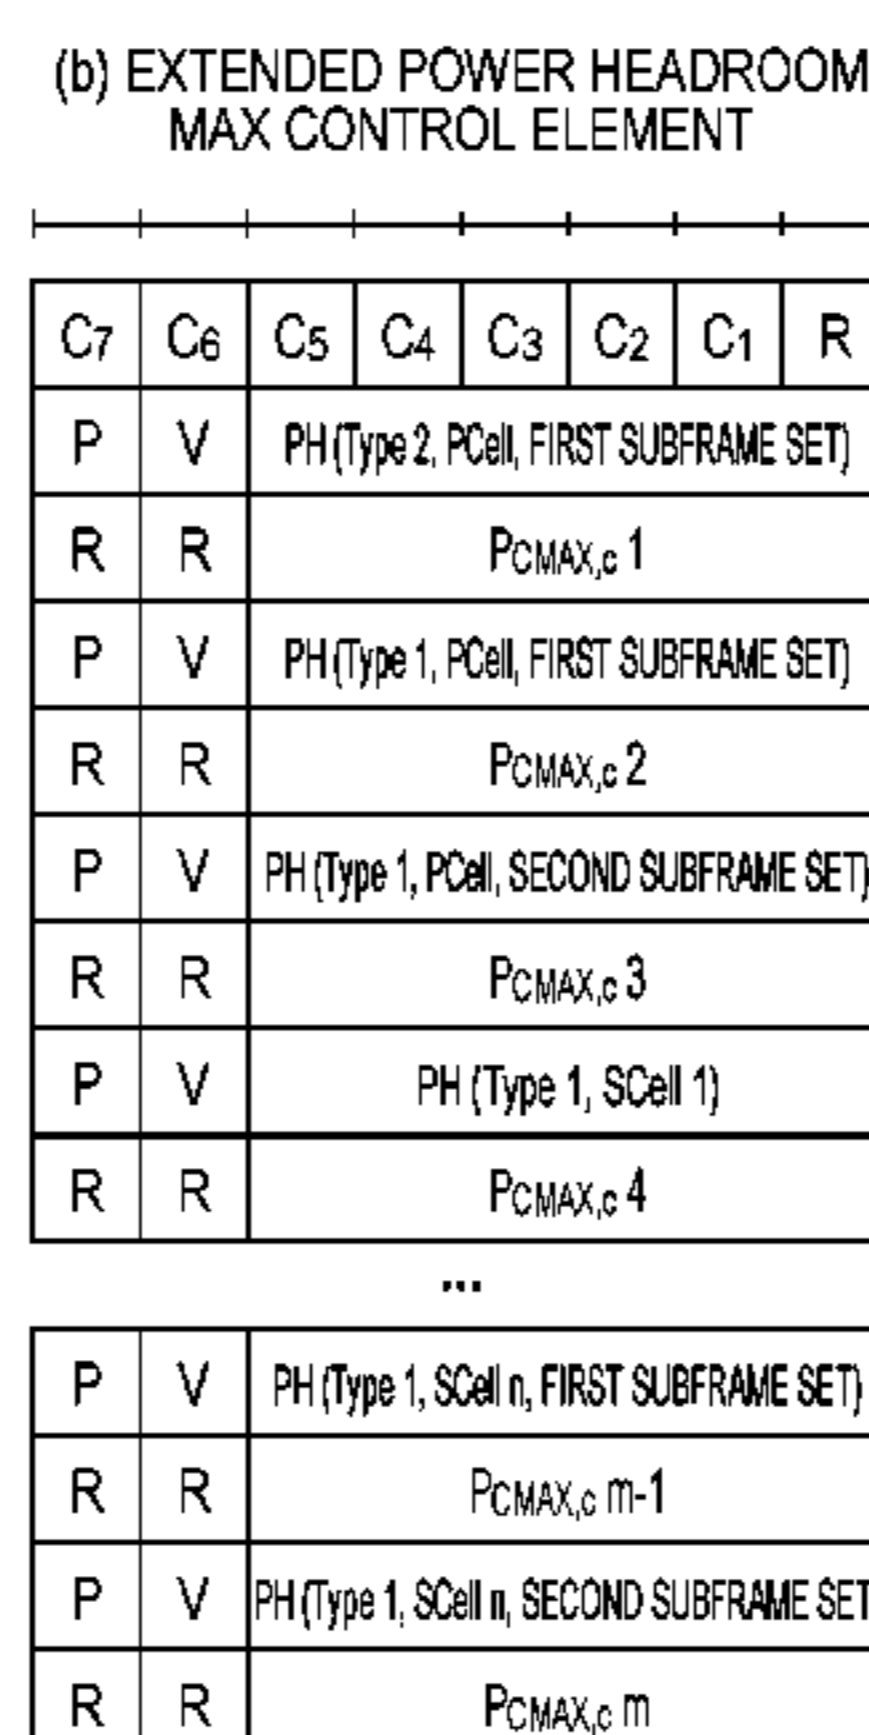 (b) EXTENDED POWER HEADROOM
MAX CONTROL ELEMENT
C7 C6 C5 C4 C3 C2 C1 R
P V PH (Type 2, PCell, FIRST SUBFRAME SET)
R R PCMAX,c 1
P V PH (Type 1, PCell, FIRST SUBFRAME SET)
R R PCMAX,c 2
P V PH (Type 1, PCell, SECOND SUBFRAME SET)
R R PCMAX,c 3
P V PH (Type 1, SCell 1)
R R PCMAX,c 4
...
P V PH (Type 1, SCell n, FIRST SUBFRAME SET)
R R PCMAX,c m-1
P V PH (Type 1, SCell n, SECOND SUBFRAME SET
R R PCMAX,c m